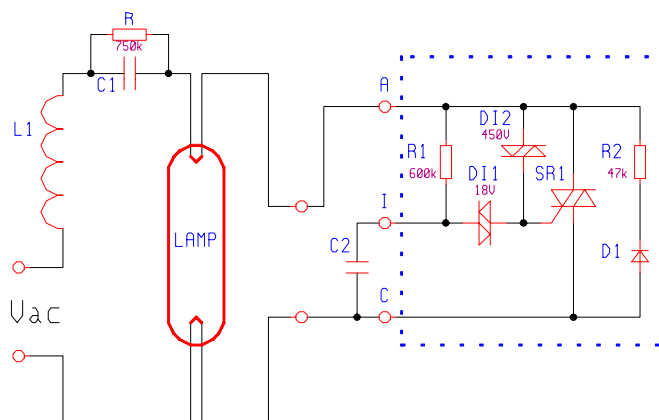 R
750k
C1
L1
A
DI2
450V
R1
600k
DI1
18V
SR1
R2
47k
I
LAMP
C2
D1
C
Vac